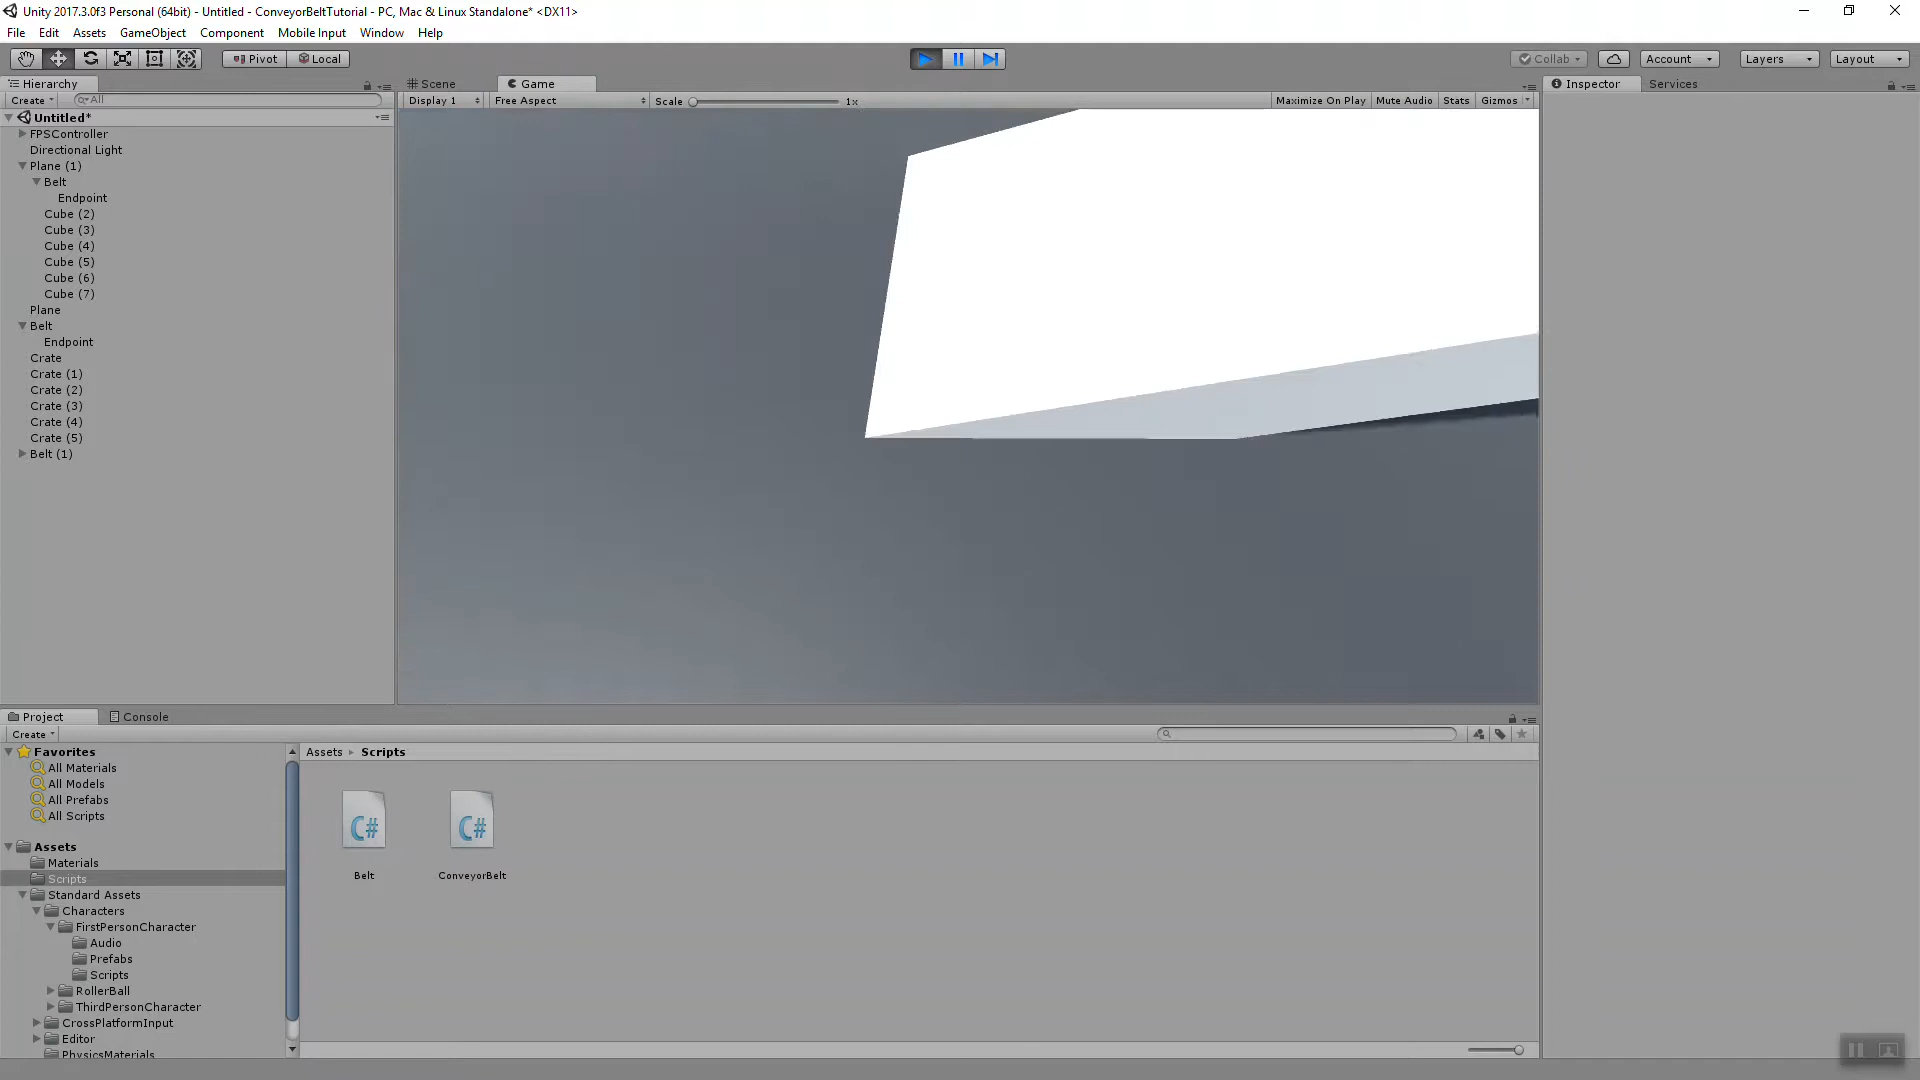 Unity 2017.3.0f3 Personal (64bit) - Untitled - ConveyorBeltTutorial - PC, Mac & Linux Standalone* <DX11>
File Edit Assets GameObject Component Mobile Input Window Help
Pivot Local Collab Account Layers Layout
Hierarchy Scene Game Inspector Services
Create All Display 1 Free Aspect Scale 1x Maximize On Play Mute Audio Stats Gizmos
Untitled*
FPSController
Directional Light
Plane (1)
Belt
Endpoint
Cube (2)
Cube (3)
Cube (4)
Cube (5)
Cube (6)
Cube (7)
Plane
Belt
Endpoint
Crate
Crate (1)
Crate (2)
Crate (3)
Crate (4)
Crate (5)
Belt (1)
Project Console
Create
Favorites
All Materials
All Models
All Prefabs
All Scripts
Assets
Materials
Scripts
Standard Assets
Characters
FirstPersonCharacter
Audio
Prefabs
Scripts
RollerBall
ThirdPersonCharacter
CrossPlatformInput
Editor
PhysicsMaterials
Assets Scripts
C# C#
Belt ConveyorBelt